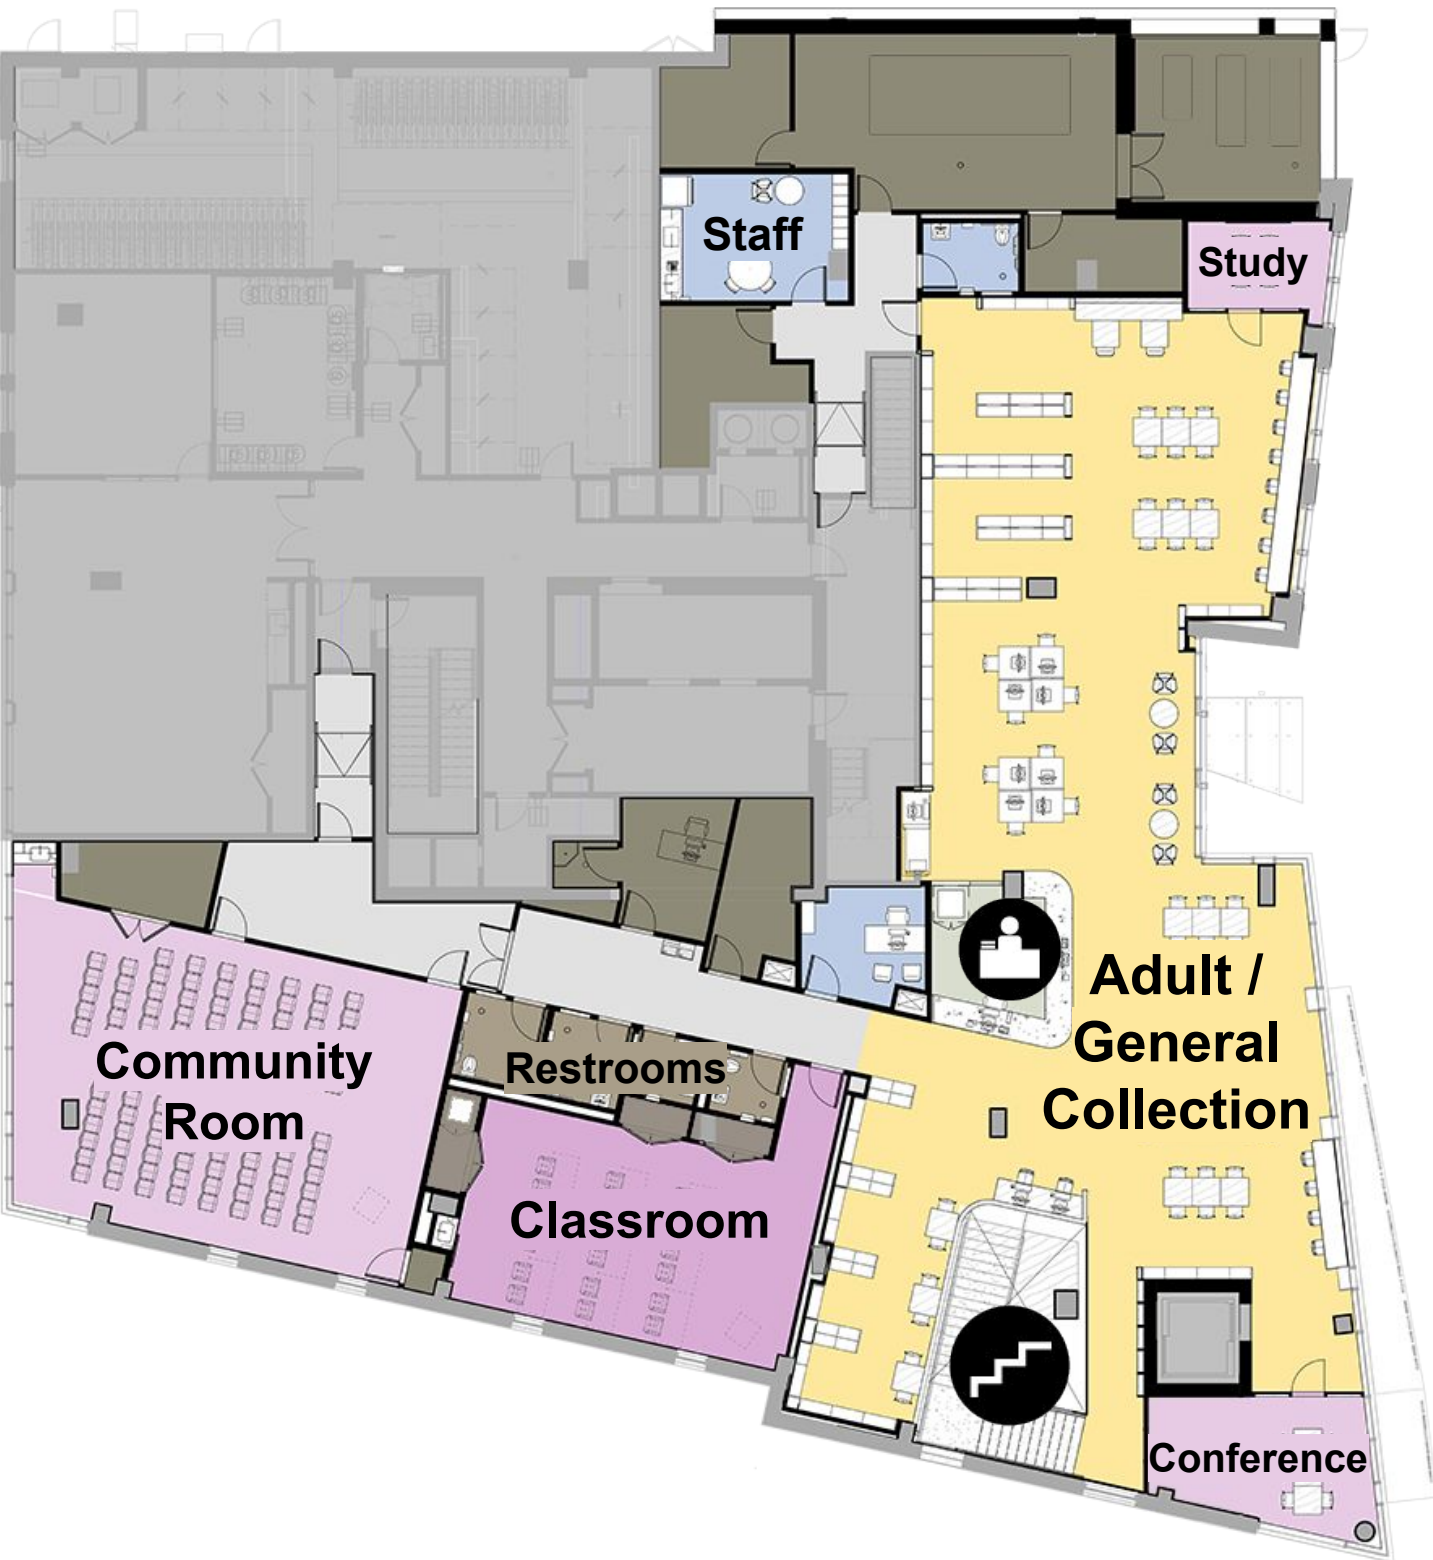 Staff
Study
Adult /
General
Collection
Community
Room
Restrooms
Classroom
Conference